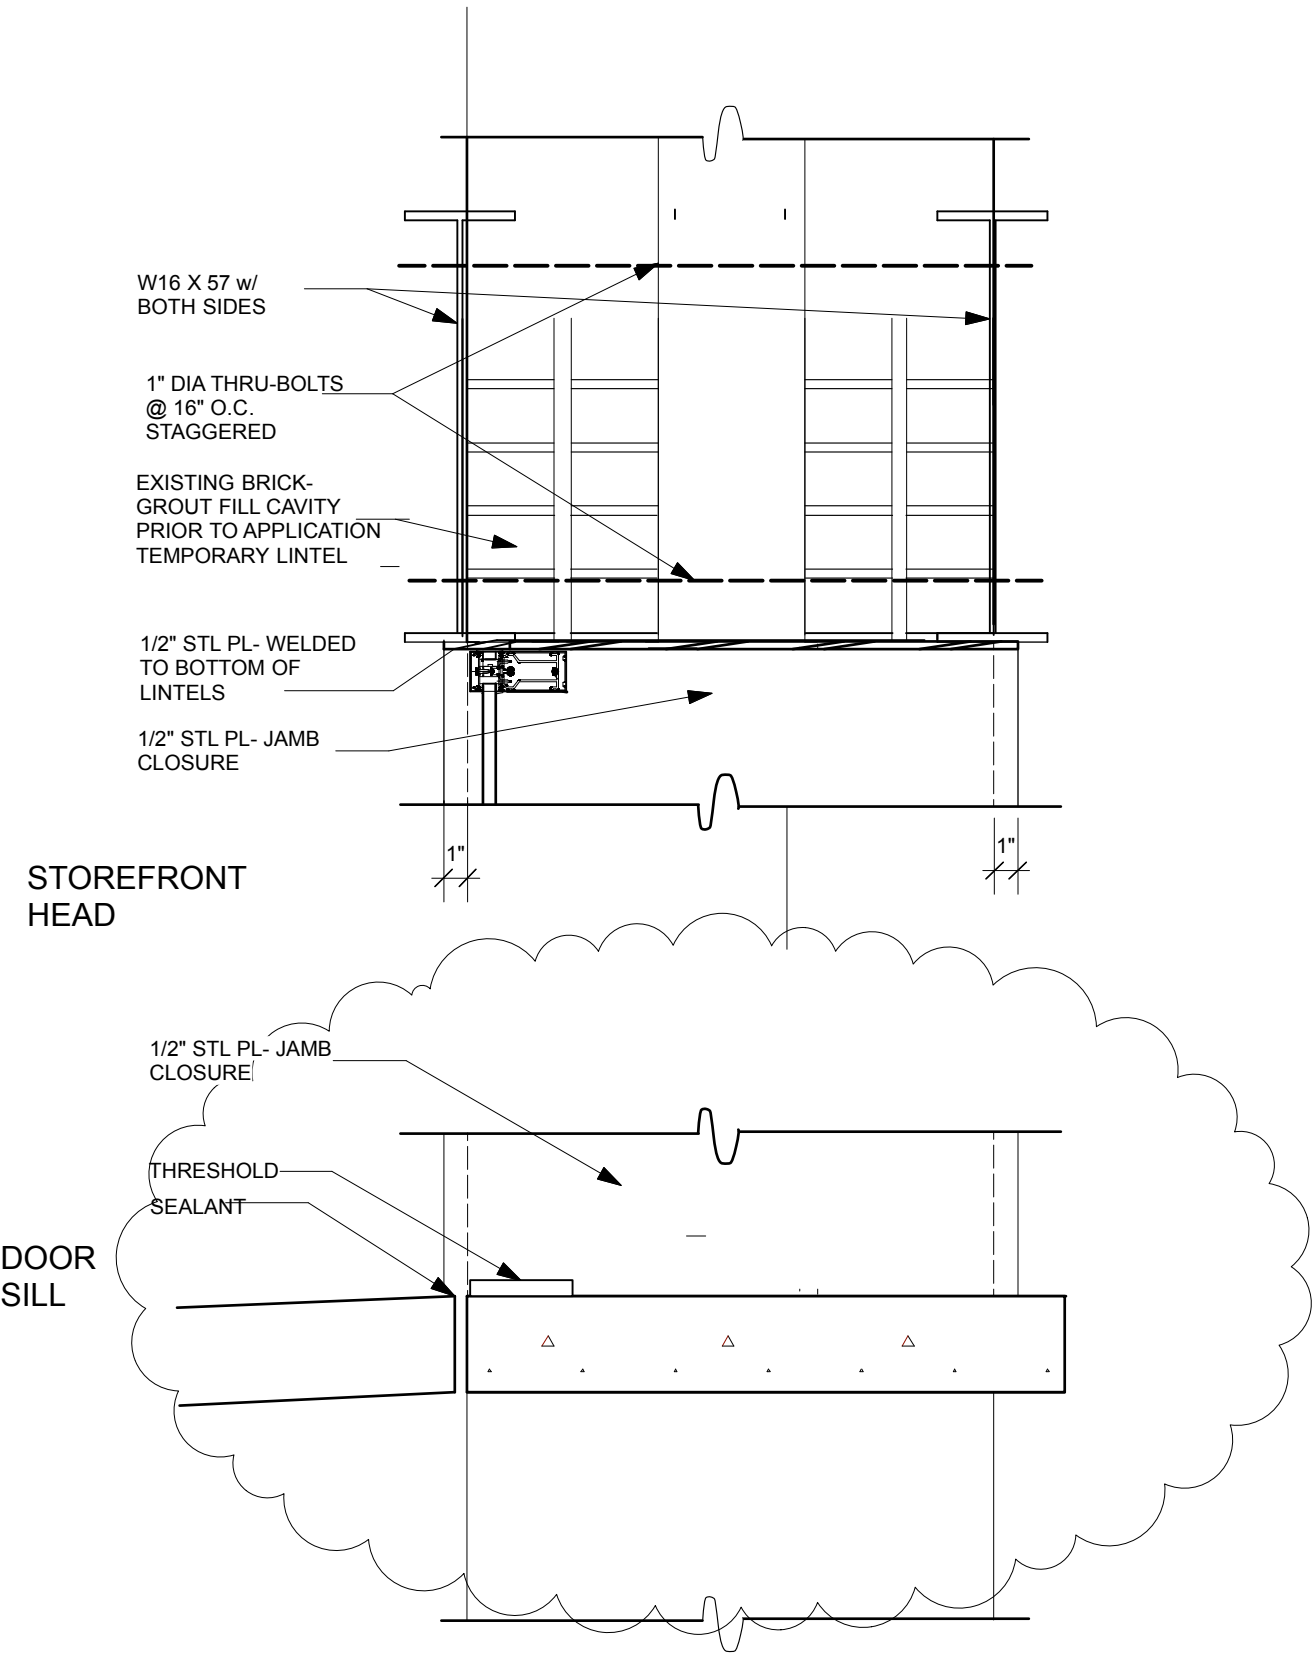 W16 X 57 w/
BOTH SIDES
1" DIA THRU-BOLTS
@ 16" O.C.
STAGGERED
EXISTING BRICK-
GROUT FILL CAVITY
PRIOR TO APPLICATION
TEMPORARY LINTEL
1/2" STL PL- WELDED
TO BOTTOM OF
LINTELS
1/2" STL PL- JAMB
CLOSURE
1"
1"
STOREFRONT
HEAD
1/2" STL PL- JAMB
CLOSURE
THRESHOLD
SEALANT
DOOR
SILL